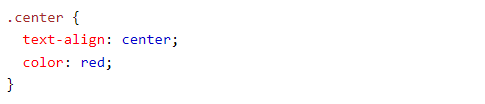 .center {
  text-align: center;
  color: red;
}